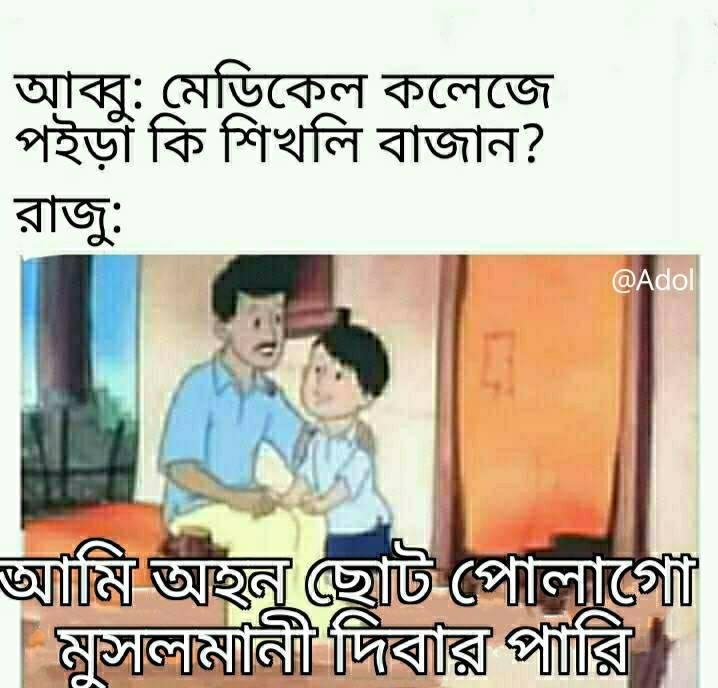 আব্বু: মেডিকেল কলেজে
পইড়া কি শিখলি বাজান?
রাজু:
@Adol
আমি অহন ছোট পোলাগো
মুসলমানী দিবার পারি